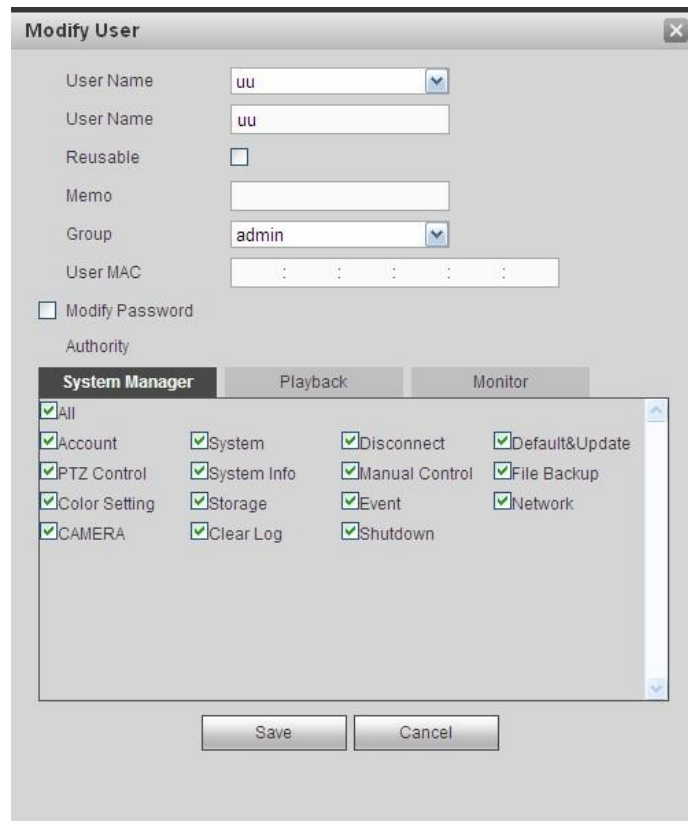 Modify User
User Name uu
User Name uu
Reusable
Memo
Group admin
User MAC : : : : :
Modify Password
Authority
System Manager Playback Monitor
All
Account System Disconnect Default&Update
PTZ Control System Info Manual Control File Backup
Color Setting Storage Event Network
CAMERA Clear Log Shutdown
Save Cancel